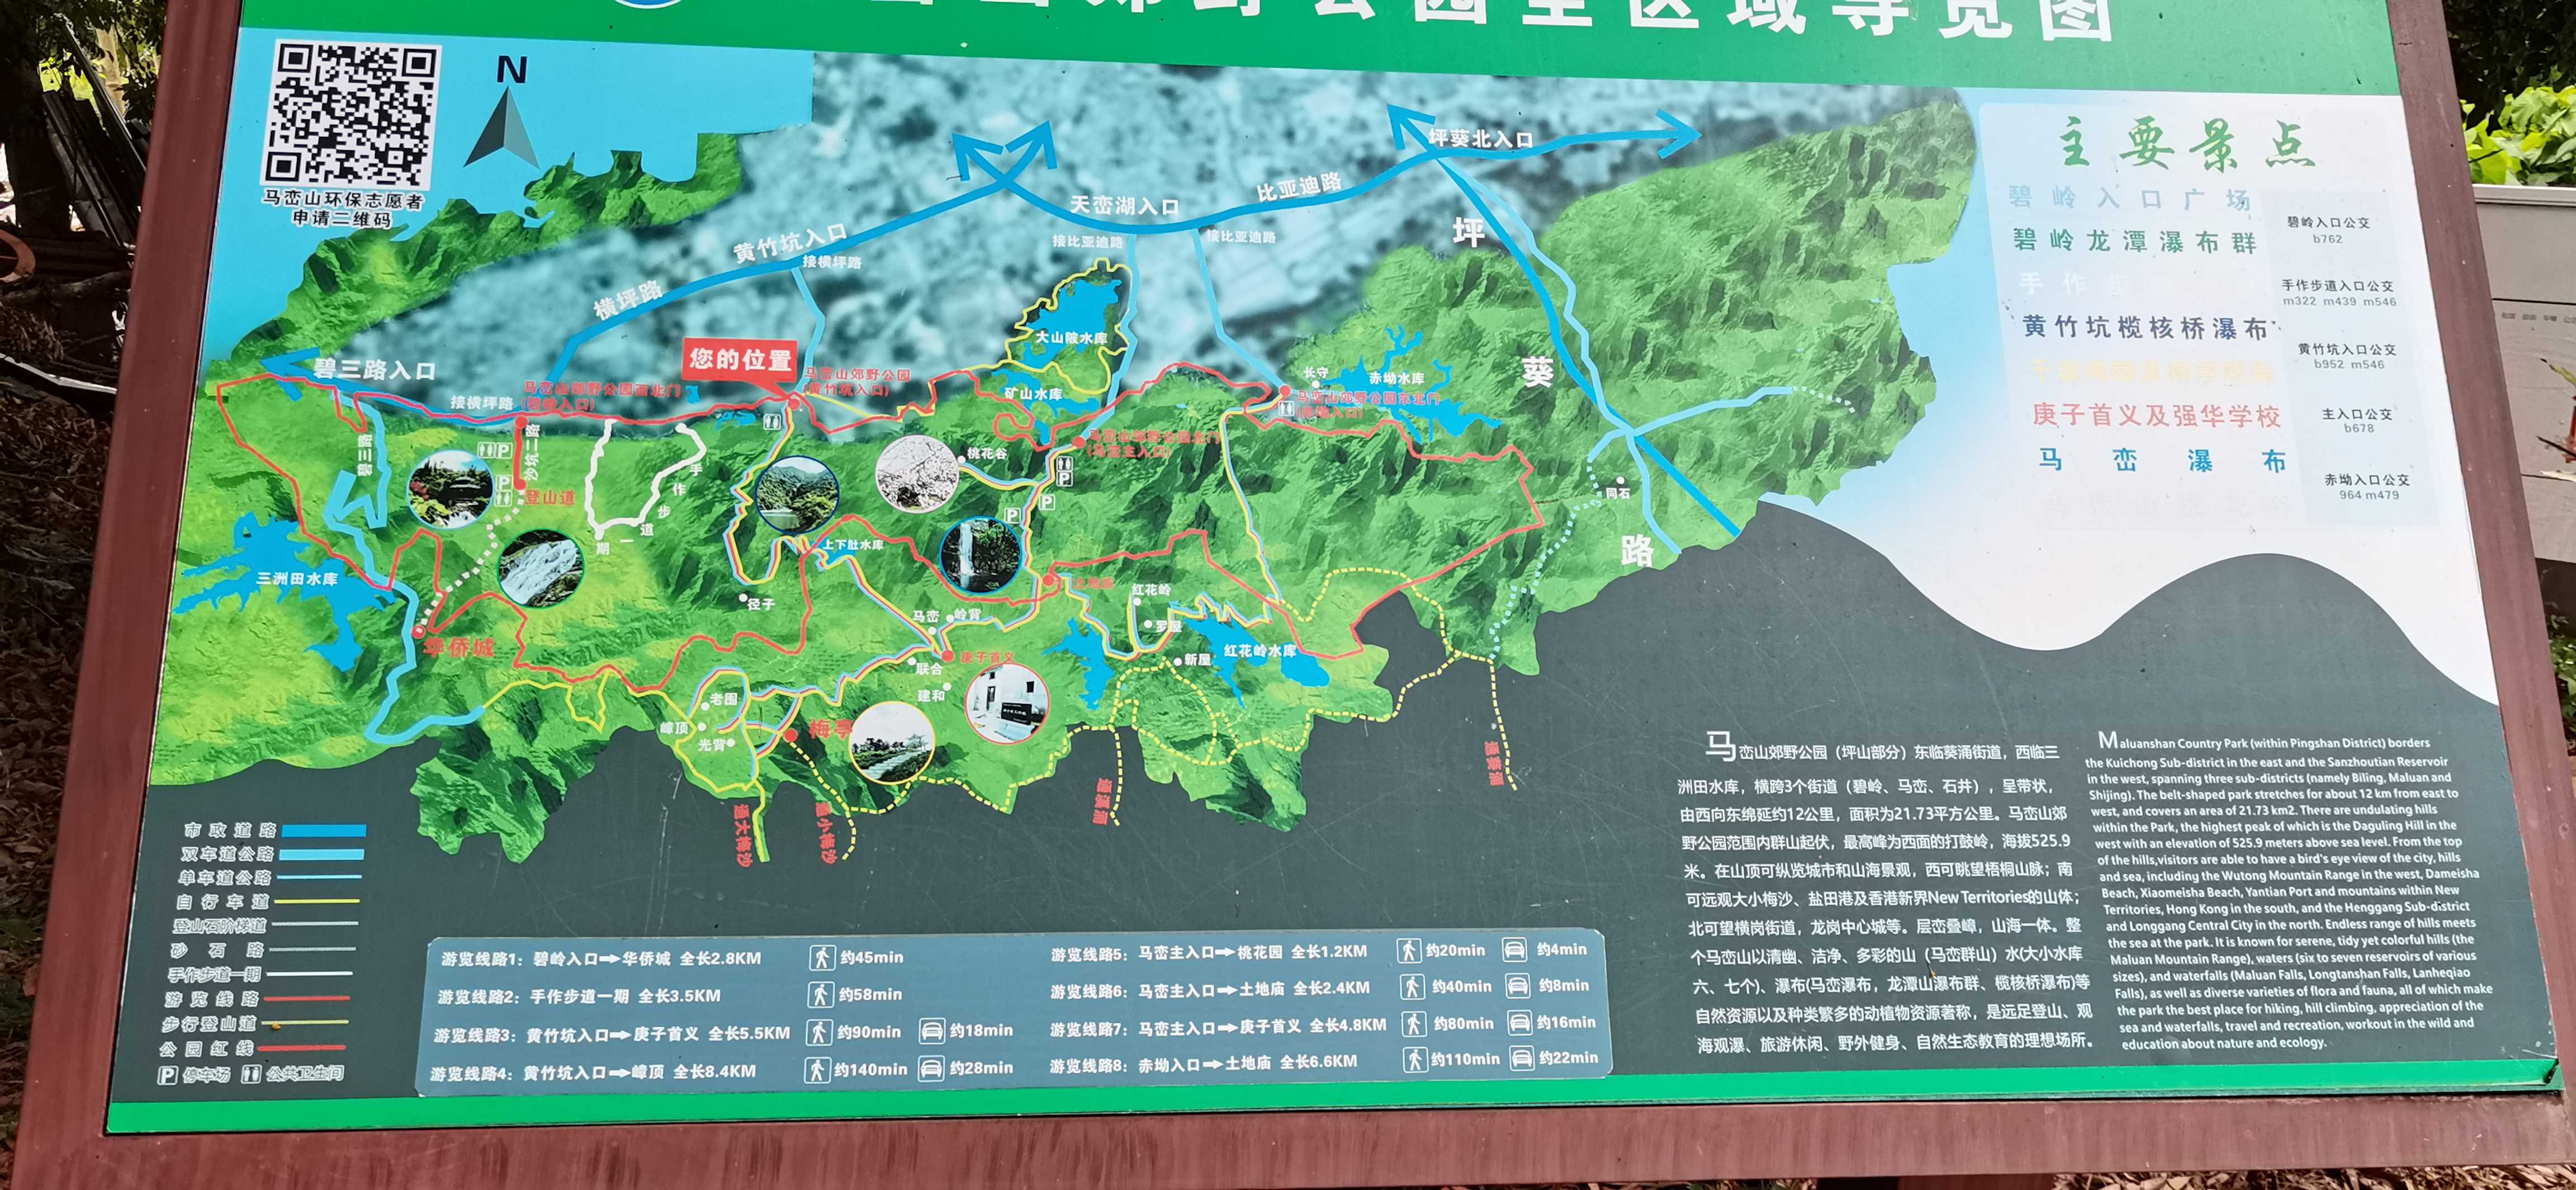 郊野公园全区域导览图
N
马峦山环保志愿者
申请二维码
横坪路
黄竹坑入口
接横坪路
天峦湖入口
接比亚迪路
接比亚迪路
比亚迪路
坪葵北入口
坪
葵
路
碧三路入口
接横坪路
马峦山郊野公园西北门
(碧岭入口)
您的位置
马峦山郊野公园
(黄竹坑入口)
大山陂水库
矿山水库
长守
赤坳水库
马峦山郊野公园东北门
(赤坳入口)
马峦山郊野公园北门
(马峦主入口)
碧三路
沙坑二路
P
P
登山道
手
作
步
道
一
期
桃花谷
P
P
P
同石
上下肚水库
三洲田水库
径子
华侨城
马峦
岭背
红花岭
罗屋
庚子首义
联合
建和
新屋
红花岭水库
老围
峰顶
光背
梅亭
通大梅沙
通小梅沙
通溪涌
通葵涌
主要景点
碧岭入口广场
碧岭龙潭瀑布群
手作步
黄竹坑榄核桥瀑布
庚子首义及强华学校
马峦瀑布
碧岭入口公交
b762
手作步道入口公交
m322 m439 m546
黄竹坑入口公交
b952 m546
主入口公交
b678
赤坳入口公交
964 m479
市政道路
双车道公路
单车道公路
自行车道
登山石阶梯道
砂石路
手作步道一期
游览线路
步行登山道
公园红线
P 停车场 公共卫生间
游览线路1：碧岭入口➡华侨城 全长2.8KM 约45min
游览线路2：手作步道一期 全长3.5KM 约58min
游览线路3：黄竹坑入口➡庚子首义 全长5.5KM 约90min 约18min
游览线路4：黄竹坑入口➡峰顶 全长8.4KM 约140min 约28min
游览线路5：马峦主入口➡桃花园 全长1.2KM 约20min 约4min
游览线路6：马峦主入口➡土地庙 全长2.4KM 约40min 约8min
游览线路7：马峦主入口➡庚子首义 全长4.8KM 约80min 约16min
游览线路8：赤坳入口➡土地庙 全长6.6KM 约110min 约22min
马峦山郊野公园（坪山部分）东临葵涌街道，西临三
洲田水库，横跨3个街道（碧岭、马峦、石井），呈带状，
由西向东绵延约12公里，面积为21.73平方公里。马峦山郊
野公园范围内群山起伏，最高峰为西面的打鼓岭，海拔525.9
米。在山顶可纵览城市和山海景观，西可眺望梧桐山脉；南
可远观大小梅沙、盐田港及香港新界New Territories的山体；
北可望横岗街道，龙岗中心城等。层峦叠嶂，山海一体。整
个马峦山以清幽、洁净、多彩的山（马峦群山）水(大小水库
六、七个)、瀑布(马峦瀑布，龙潭山瀑布群、榄核桥瀑布)等
自然资源以及种类繁多的动植物资源著称，是远足登山、观
海观瀑、旅游休闲、野外健身、自然生态教育的理想场所。
Maluanshan Country Park (within Pingshan District) borders
the Kuichong Sub-district in the east and the Sanzhoutian Reservoir
in the west, spanning three sub-districts (namely Biling, Maluan and
Shijing). The belt-shaped park stretches for about 12 km from east to
west, and covers an area of 21.73 km2. There are undulating hills
within the Park, the highest peak of which is the Daguling Hill in the
west with an elevation of 525.9 meters above sea level. From the top
of the hills,visitors are able to have a bird's eye view of the city, hills
and sea, including the Wutong Mountain Range in the west, Dameisha
Beach, Xiaomeisha Beach, Yantian Port and mountains within New
Territories, Hong Kong in the south, and the Henggang Sub-district
and Longgang Central City in the north. Endless range of hills meets
the sea at the park. It is known for serene, tidy yet colorful hills (the
Maluan Mountain Range), waters (six to seven reservoirs of various
sizes), and waterfalls (Maluan Falls, Longtanshan Falls, Lanheqiao
Falls), as well as diverse varieties of flora and fauna, all of which make
the park the best place for hiking, hill climbing, appreciation of the
sea and waterfalls, travel and recreation, workout in the wild and
education about nature and ecology.